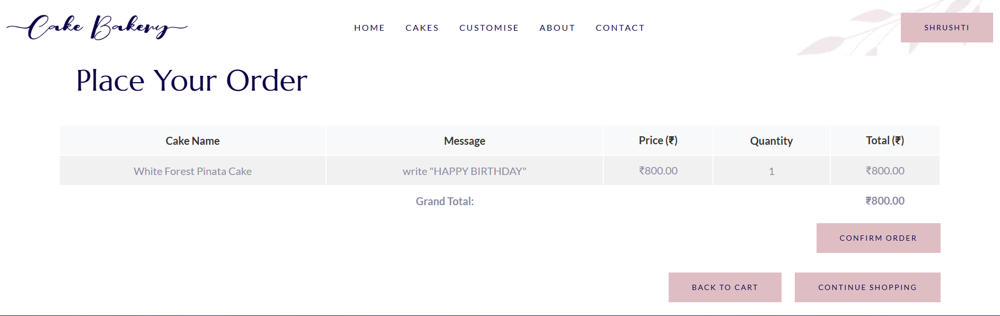 Cake Bakery
HOME CAKES CUSTOMISE ABOUT CONTACT
SHRUSHTI
Place Your Order
Cake Name Message Price (₹) Quantity Total (₹)
White Forest Pinata Cake write "HAPPY BIRTHDAY" ₹800.00 1 ₹800.00
Grand Total: ₹800.00
CONFIRM ORDER
BACK TO CART CONTINUE SHOPPING